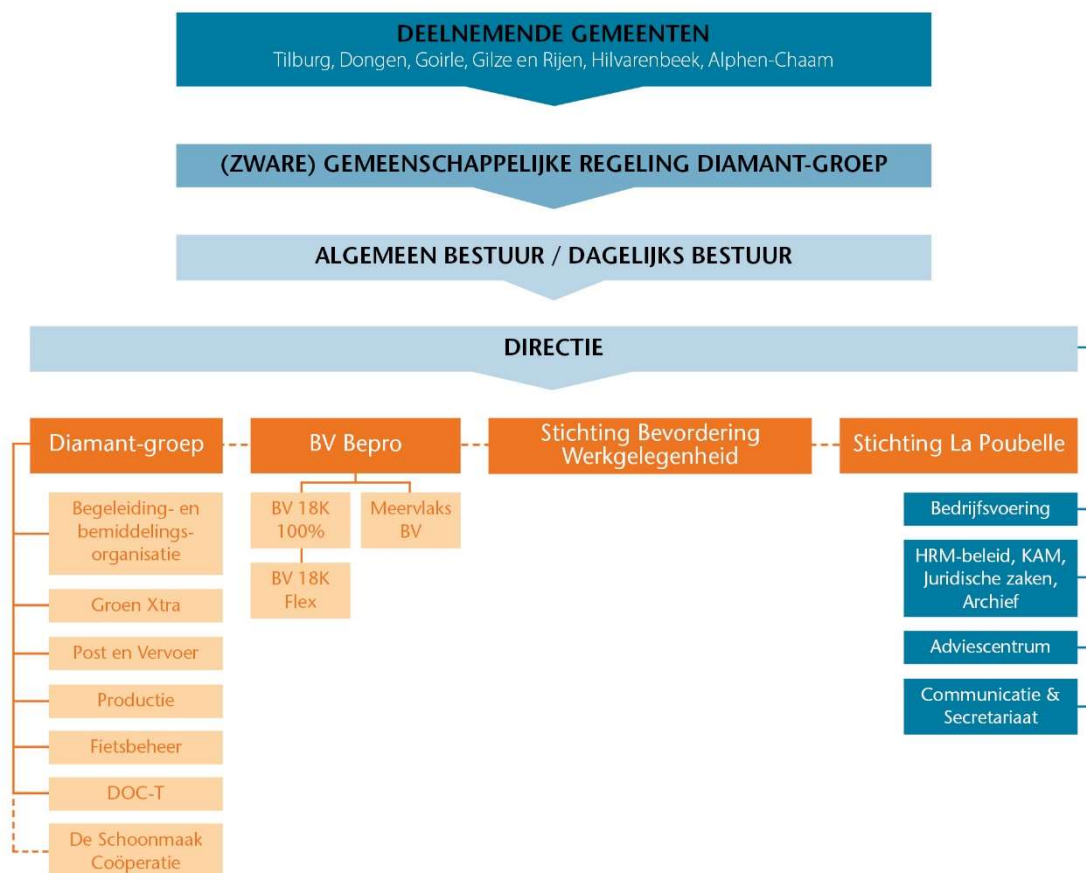 DEELNEMENDE GEMEENTEN
Tilburg, Dongen, Goirle, Gilze en Rijen, Hilvarenbeek, Alphen-Chaam
(ZWARE) GEMEENSCHAPPELIJKE REGELING DIAMANT-GROEP
ALGEMEEN BESTUUR / DAGELIJKS BESTUUR
DIRECTIE
Diamant-groep
Begeleiding- en
bemiddelings-
organisatie
Groen Xtra
Post en Vervoer
Productie
Fietsbeheer
DOC-T
De Schoonmaak
Coöperatie
BV Bepro
BV 18K
100%
BV 18K
Flex
Meervlaks
BV
Stichting Bevordering
Werkgelegenheid
Stichting La Poubelle
Bedrijfsvoering
HRM-beleid, KAM,
Juridische zaken,
Archief
Adviescentrum
Communicatie &
Secretariaat